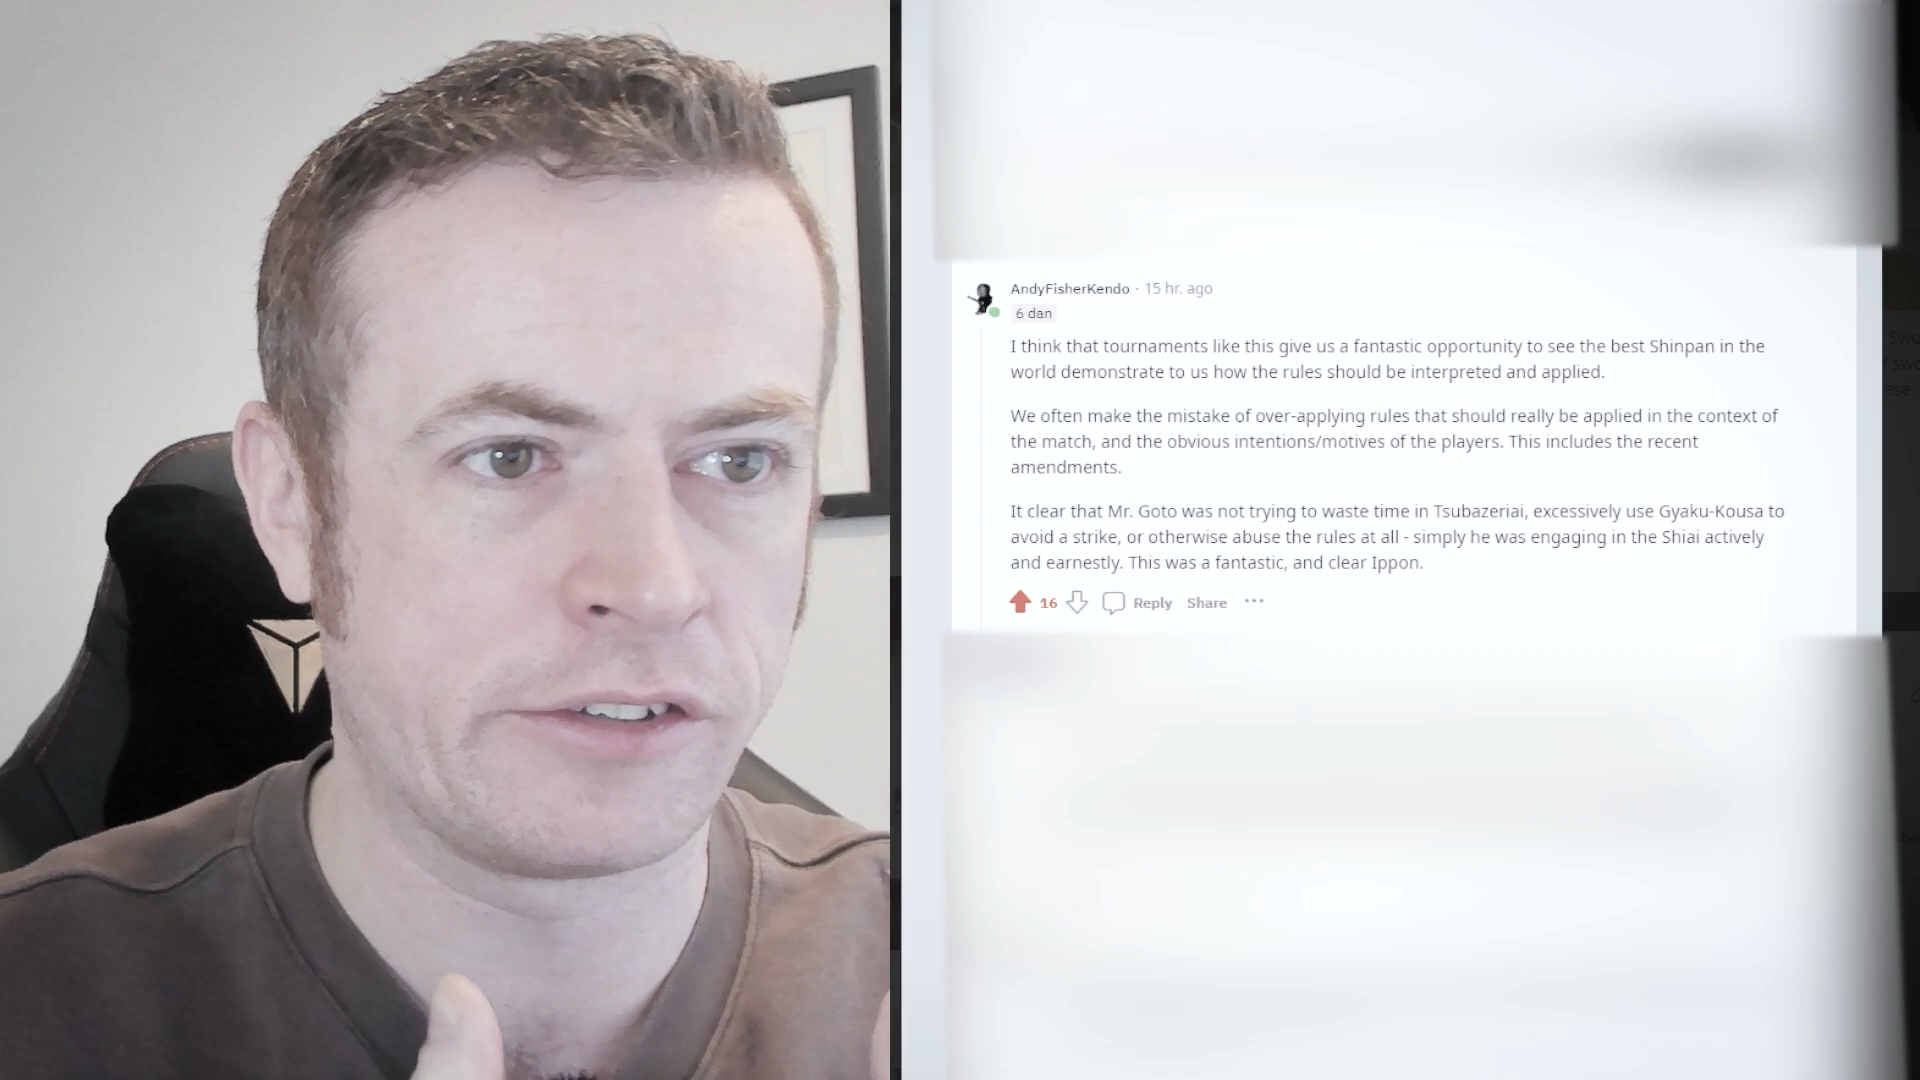 AndyFisherKendo · 15 hr. ago
6 dan
I think that tournaments like this give us a fantastic opportunity to see the best Shinpan in the
world demonstrate to us how the rules should be interpreted and applied.
We often make the mistake of over-applying rules that should really be applied in the context of
the match, and the obvious intentions/motives of the players. This includes the recent
amendments.
It clear that Mr. Goto was not trying to waste time in Tsubazeriai, excessively use Gyaku-Kousa to
avoid a strike, or otherwise abuse the rules at all - simply he was engaging in the Shiai actively
and earnestly. This was a fantastic, and clear Ippon.
16 Reply Share ···